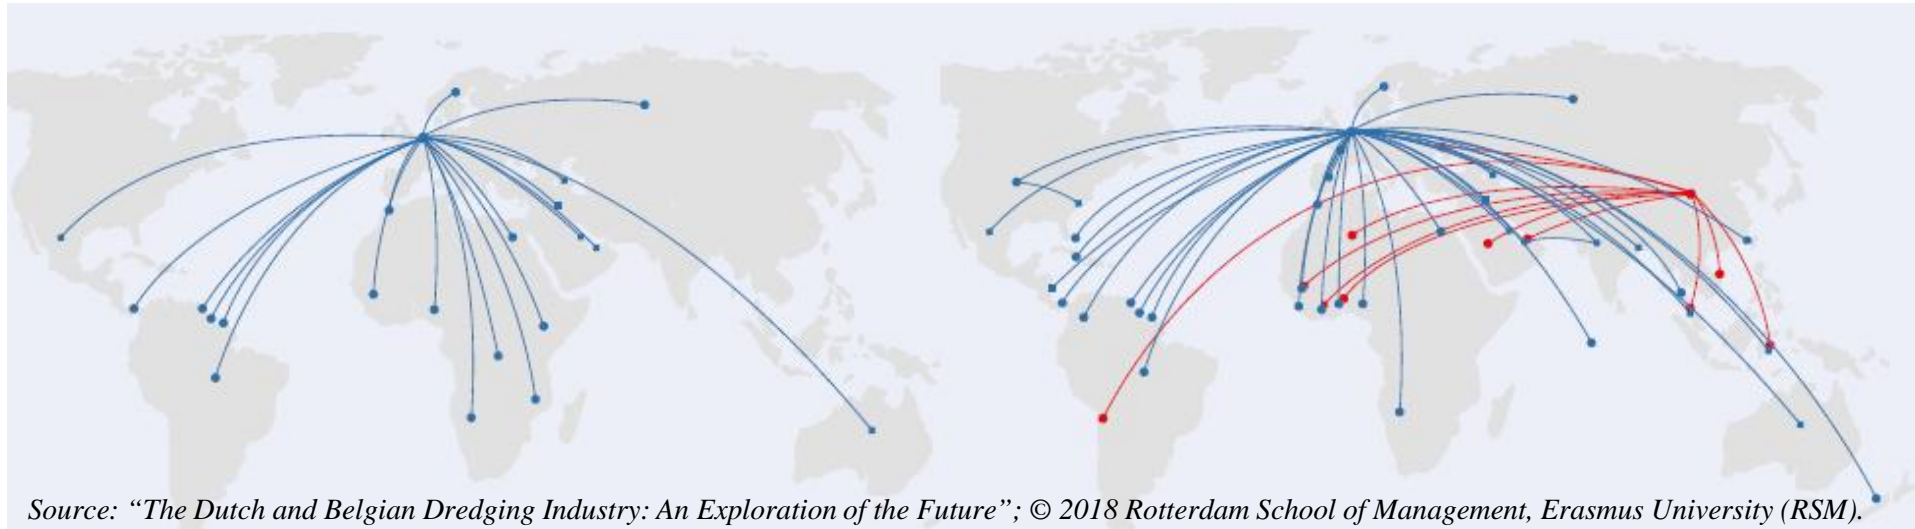 Source: “The Dutch and Belgian Dredging Industry: An Exploration of the Future”; © 2018 Rotterdam School of Management, Erasmus University (RSM).